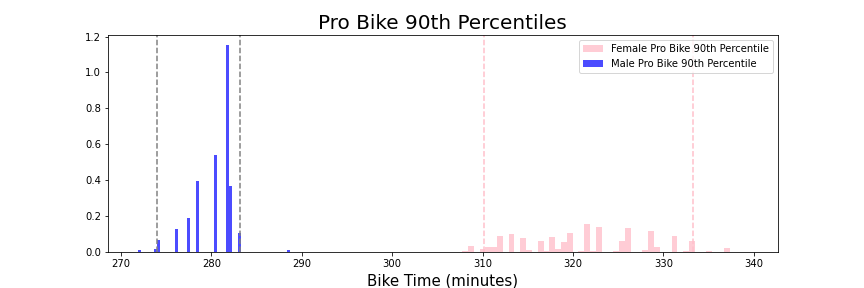 Pro Bike 90th Percentiles
1.2
1.0
0.8
0.6
0.4
0.2
0.0
Female Pro Bike 90th Percentile
Male Pro Bike 90th Percentile
270 280 290 300 310 320 330 340
Bike Time (minutes)